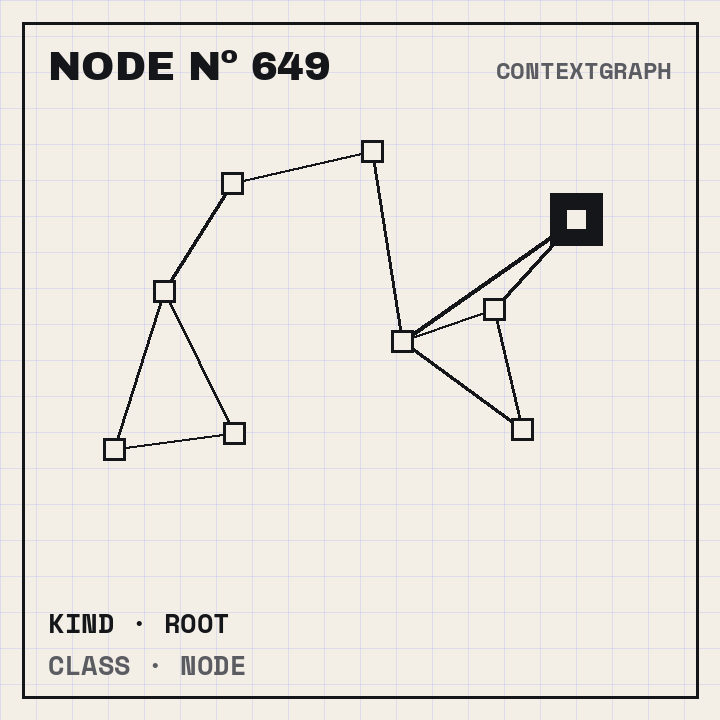 NODE Nº 649
CONTEXTGRAPH
KIND · ROOT
CLASS · NODE